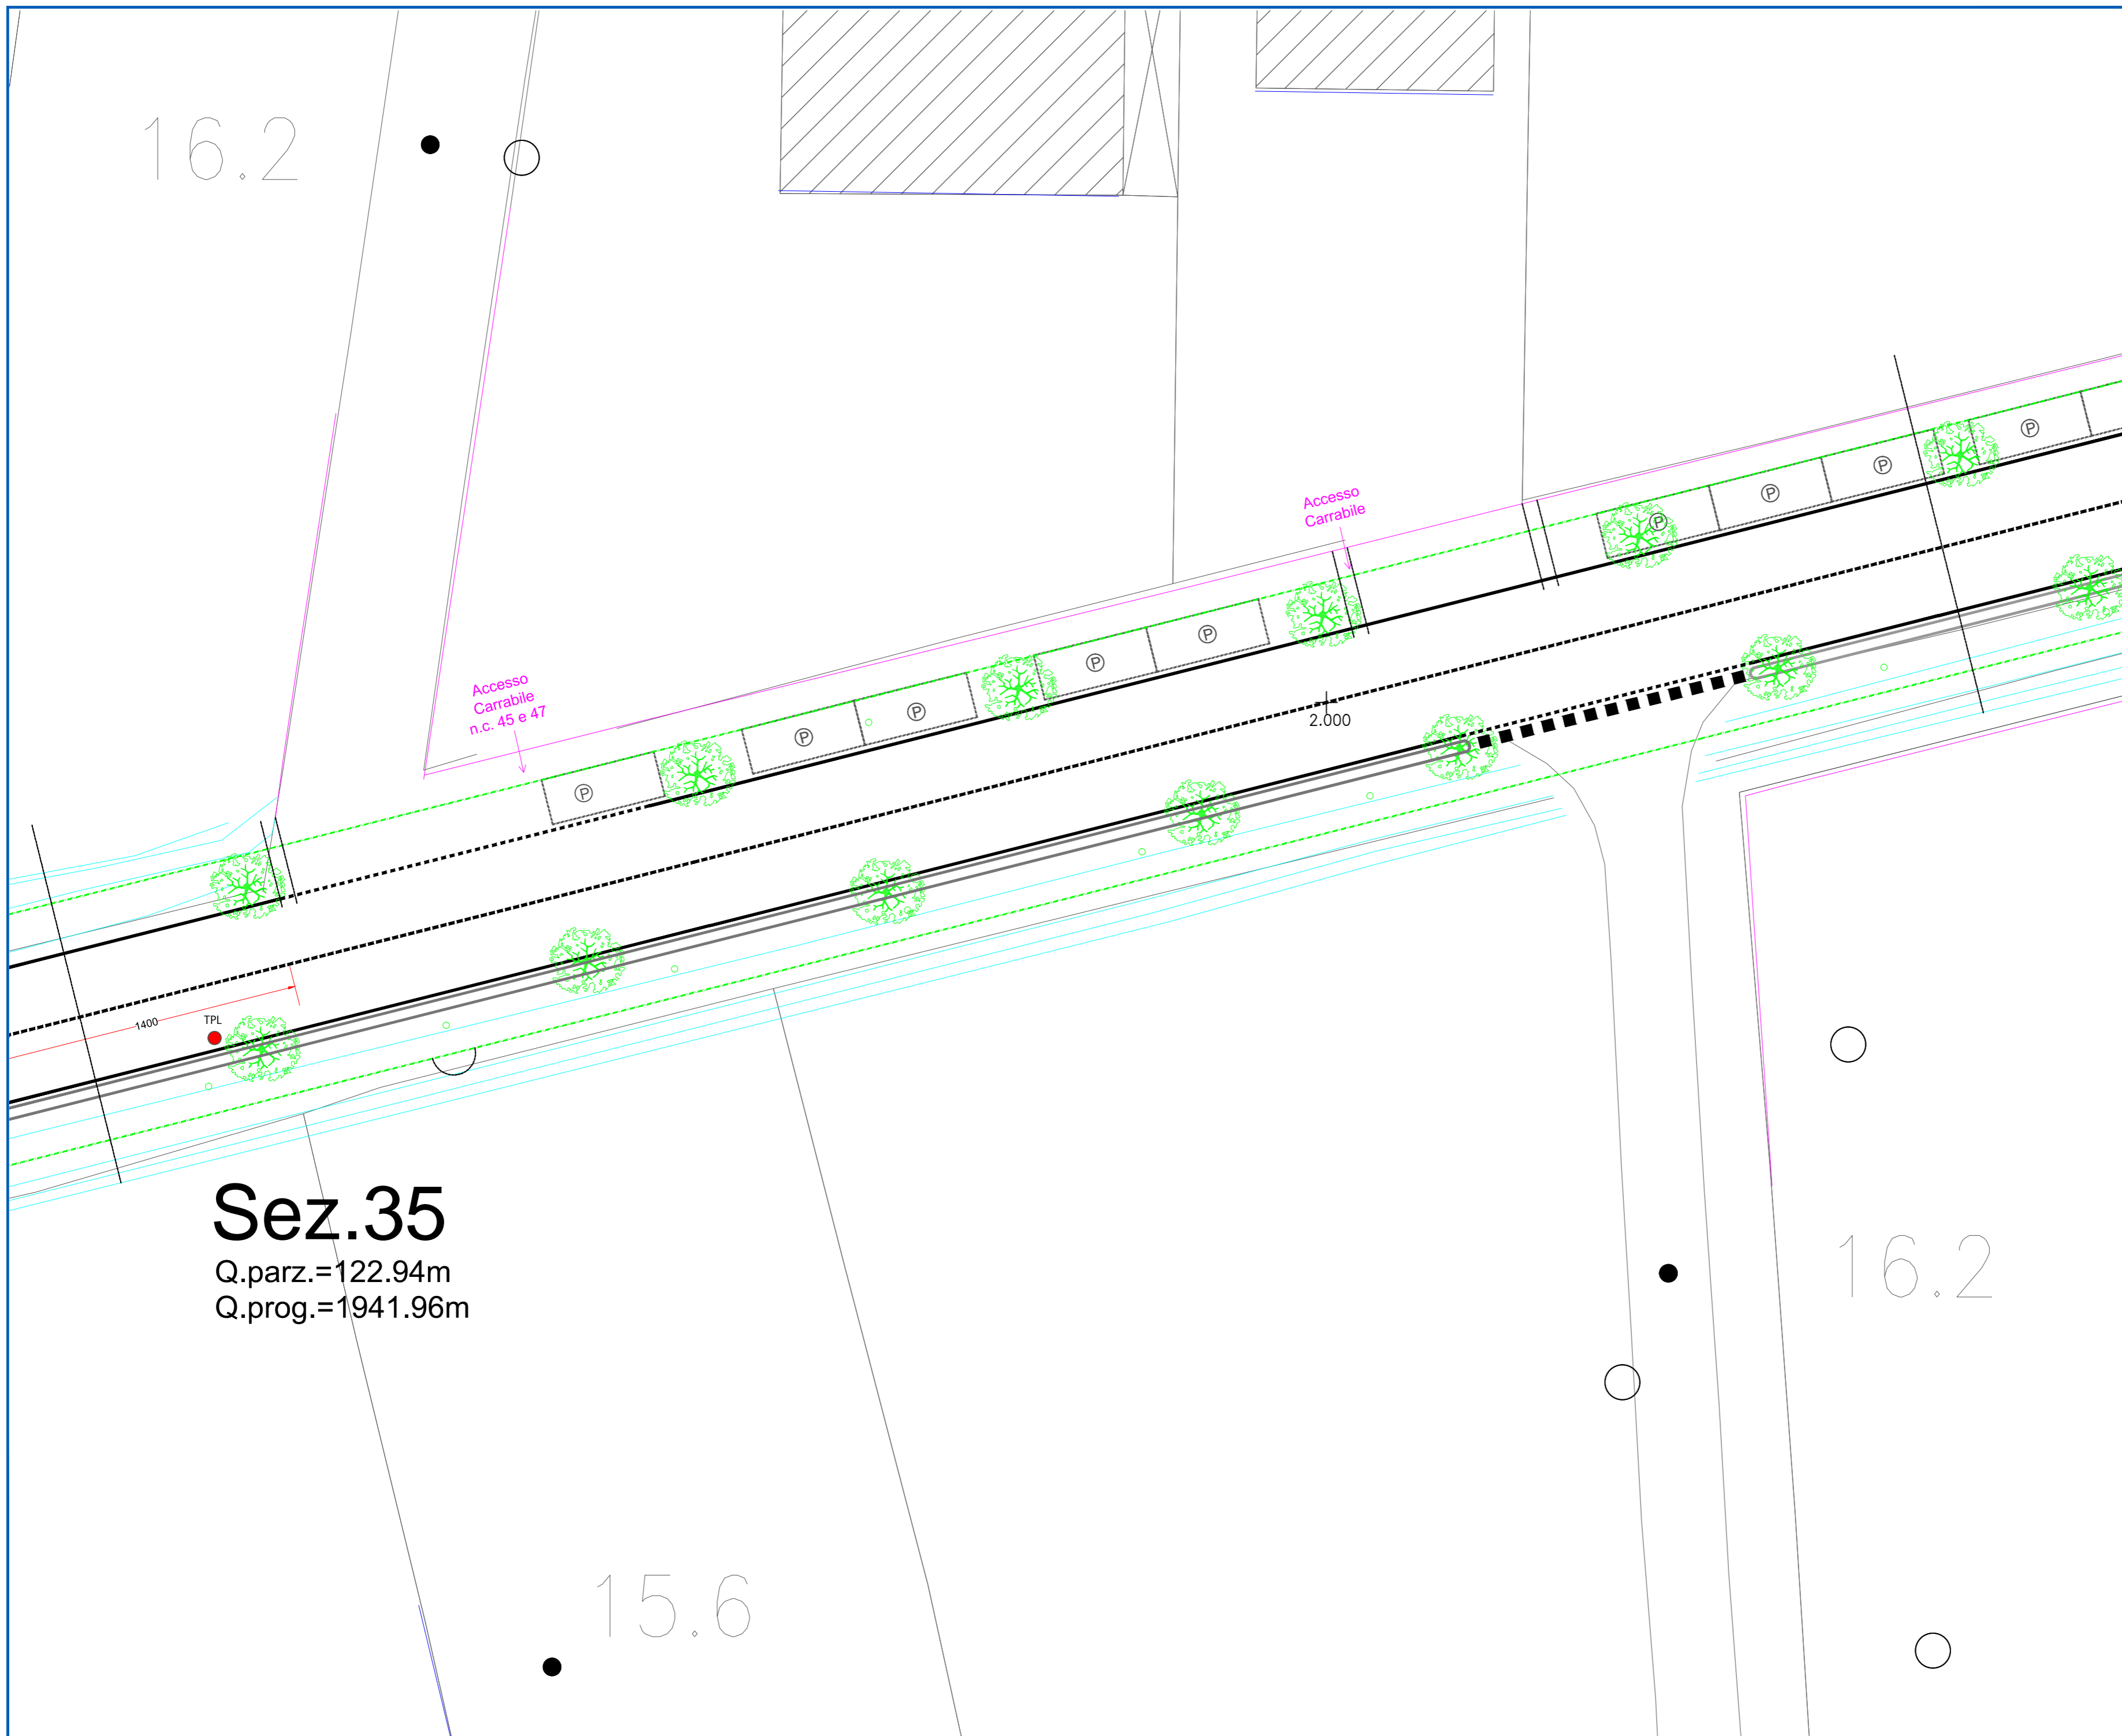 16.2
P
P
P
P
Accesso
Carrabile
P
P
P
P
Accesso
Carrabile
n.c. 45 e 47
P
2.000
TPL
1400
Sez.35
Q.parz.=122.94m
Q.prog.=1941.96m
16.2
15.6